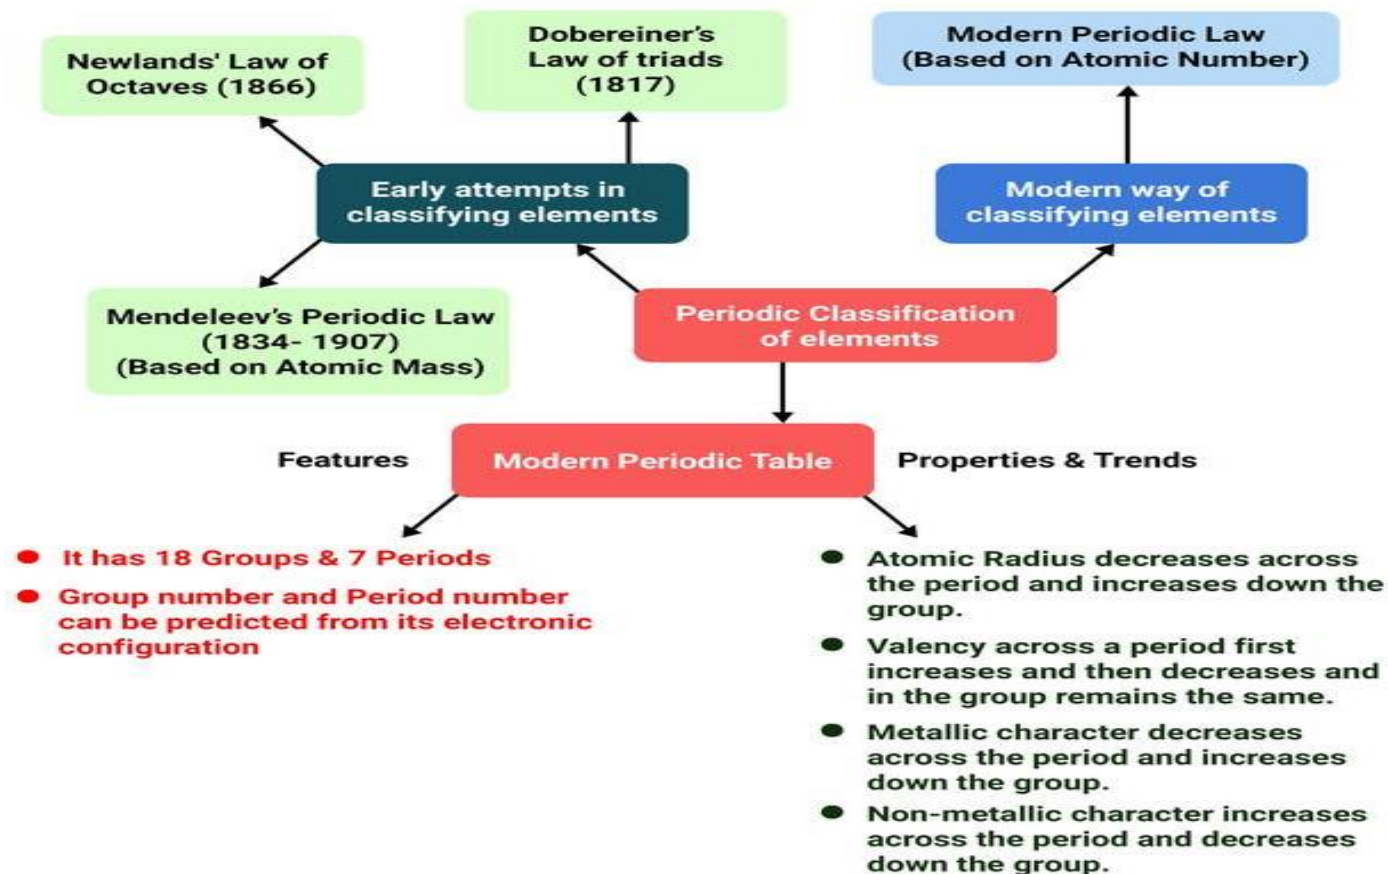 Newlands' Law of
Octaves (1866)
Dobereiner's
Law of triads
(1817)
Modern Periodic Law
(Based on Atomic Number)
Early attempts in
classifying elements
Modern way of
classifying elements
Mendeleev's Periodic Law
(1834- 1907)
(Based on Atomic Mass)
Periodic Classification
of elements
Features
Modern Periodic Table
Properties & Trends
● It has 18 Groups & 7 Periods
● Group number and Period number
can be predicted from its electronic
configuration
● Atomic Radius decreases across
the period and increases down the
group.
● Valency across a period first
increases and then decreases and
in the group remains the same.
● Metallic character decreases
across the period and increases
down the group.
● Non-metallic character increases
across the period and decreases
down the group.